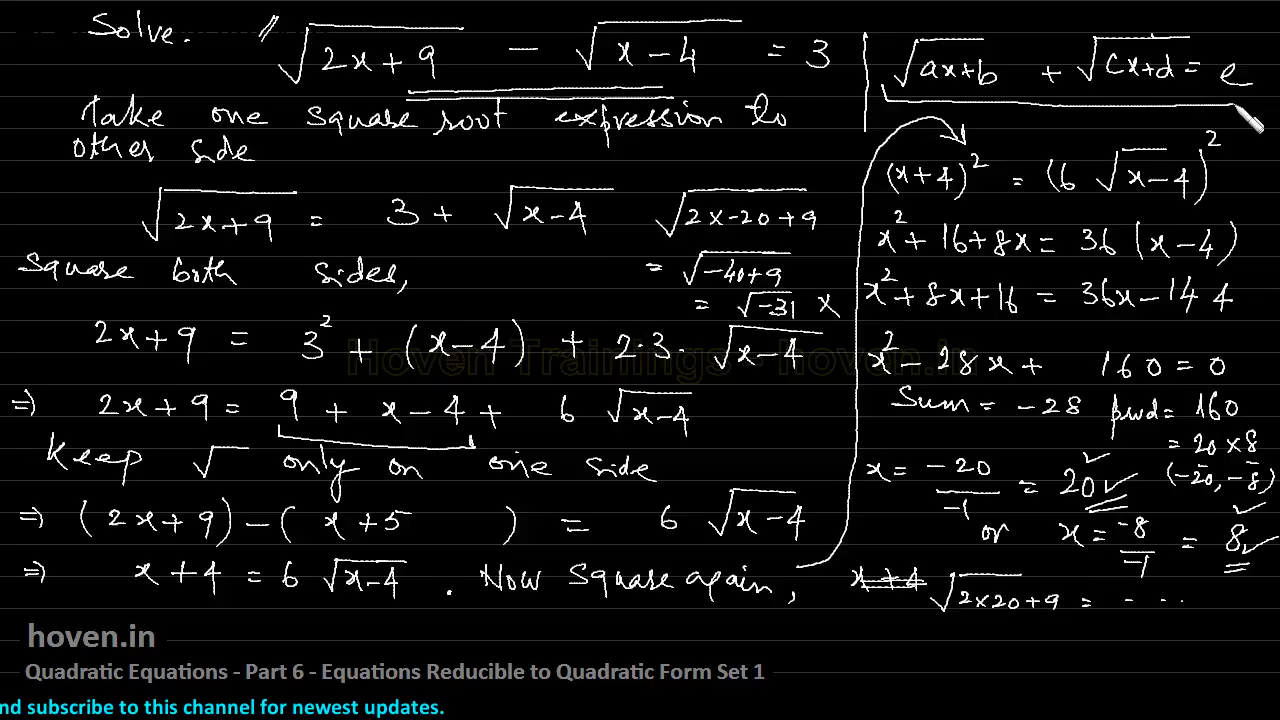 Solve. √(2x+9) − √(x−4) = 3
take one square root expression to
other side
√(2x+9) = 3 + √(x−4)
Square both sides,
2x+9 = 3² + (x−4) + 2·3·√(x−4)
⇒ 2x+9 = 9 + x−4 + 6 √(x−4)
Keep √ only on one side
⇒ (2x+9) − ( x+5 ) = 6 √(x−4)
⇒ x+4 = 6 √(x−4) . Now square again,
√(2x-20+9)
= √(−40+9)
= √(−31) ×
√(ax+b) + √(cx+d) = e
(x+4)² = (6 √(x−4))²
x²+16+8x = 36 (x−4)
x²+8x+16 = 36x−144
x²−28x+ 160 = 0
Sum = −28 prod = 160
= 20 × 8
(−20, −8)
x = −20/−1 = 20 ✓
or x = −8/−1 = 8 ✓
x+4 √(2×20+9) = - - - ..
Hoven Trainings - hoven.in
hoven.in
Quadratic Equations - Part 6 - Equations Reducible to Quadratic Form Set 1
nd subscribe to this channel for newest updates.